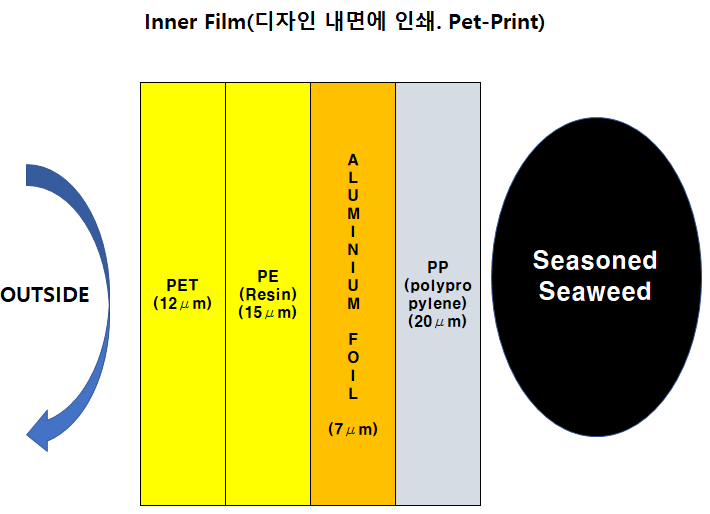 Inner Film(디자인 내면에 인쇄. Pet-Print)
OUTSIDE
PET
(12μm)
PE
(Resin)
(15μm)
A
L
U
M
I
N
I
U
M
F
O
I
L
(7μm)
PP
(polypro
pylene)
(20μm)
Seasoned
Seaweed